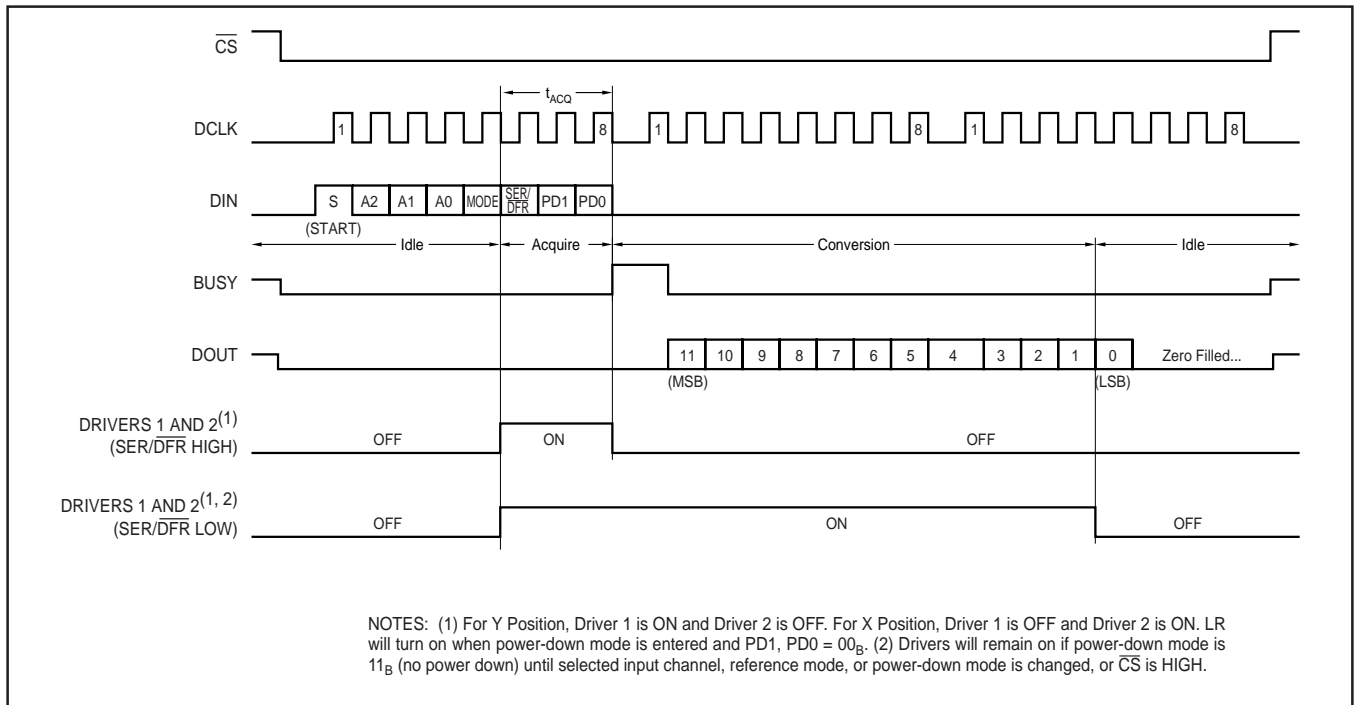 CS
tACQ
DCLK 1 8 1 8 1 8
DIN S A2 A1 A0 MODE SER/DFR PD1 PD0
(START)
Idle Acquire Conversion Idle
BUSY
DOUT 11 10 9 8 7 6 5 4 3 2 1 0 Zero Filled...
(MSB) (LSB)
DRIVERS 1 AND 2(1)
(SER/DFR HIGH) OFF ON OFF
DRIVERS 1 AND 2(1, 2)
(SER/DFR LOW) OFF ON OFF
NOTES: (1) For Y Position, Driver 1 is ON and Driver 2 is OFF. For X Position, Driver 1 is OFF and Driver 2 is ON. LR
will turn on when power-down mode is entered and PD1, PD0 = 00B. (2) Drivers will remain on if power-down mode is
11B (no power down) until selected input channel, reference mode, or power-down mode is changed, or CS is HIGH.